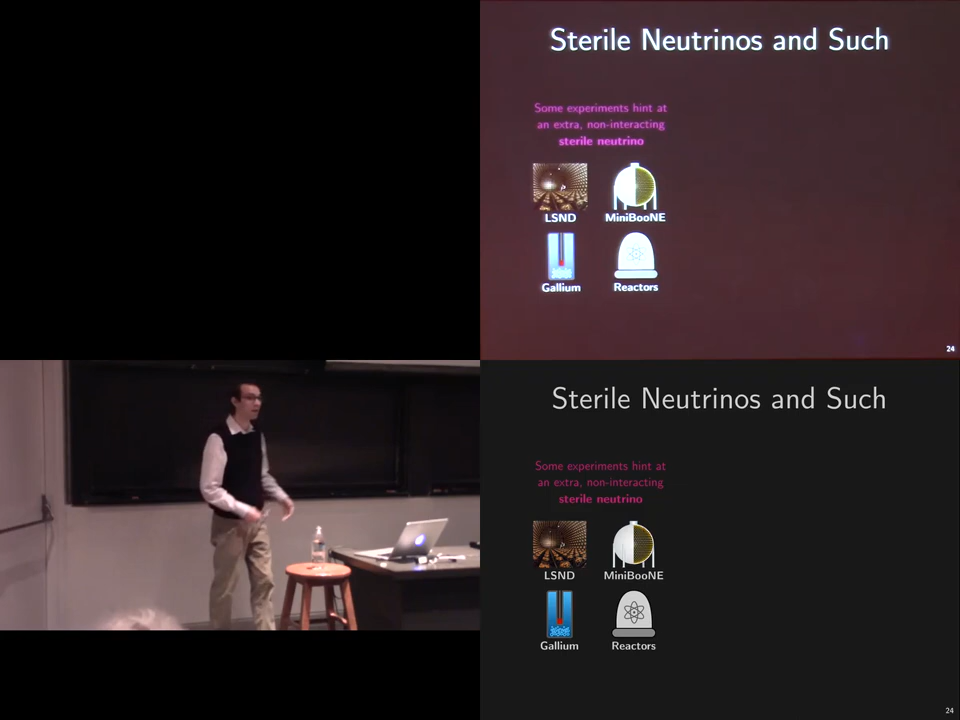 Sterile Neutrinos and Such
Some experiments hint at
an extra, non-interacting
sterile neutrino
LSND
MiniBooNE
Gallium
Reactors
24
Sterile Neutrinos and Such
Some experiments hint at
an extra, non-interacting
sterile neutrino
LSND
MiniBooNE
Gallium
Reactors
24